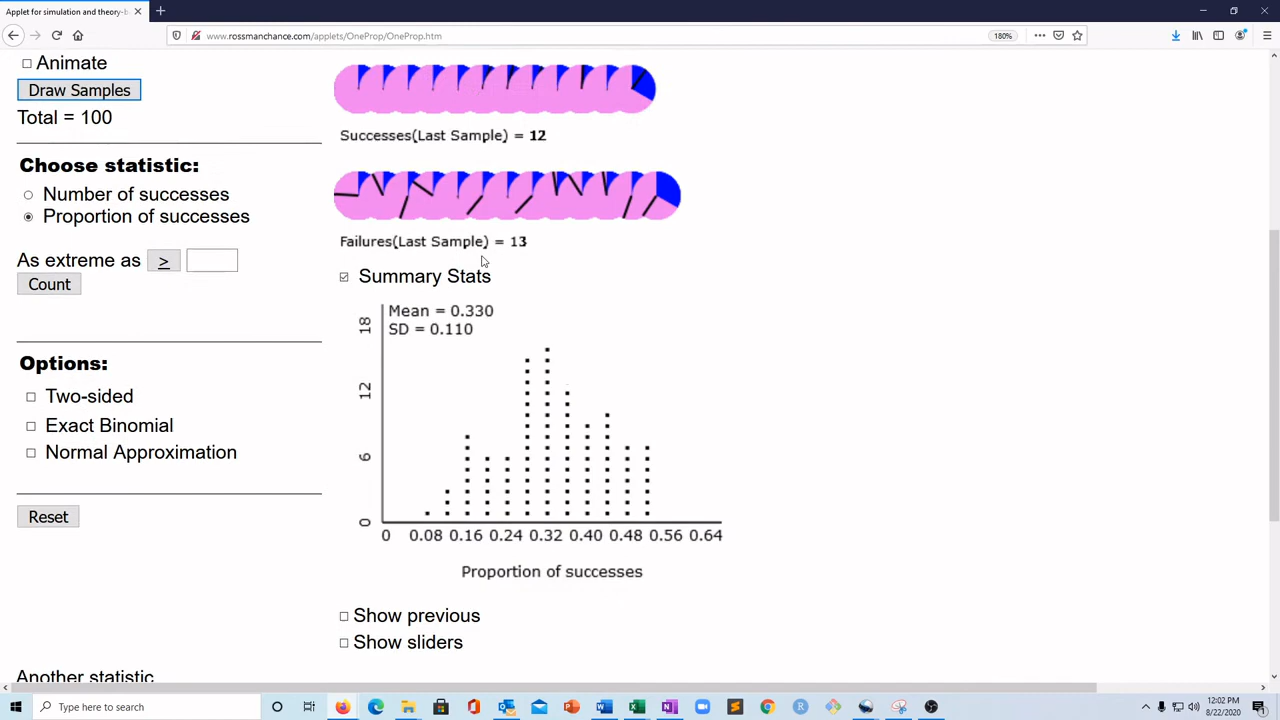 Applet for simulation and theory-b
www.rossmanchance.com/applets/OneProp/OneProp.htm
180%
Animate
Draw Samples
Total = 100
Successes(Last Sample) = 12
Choose statistic:
Number of successes
Proportion of successes
Failures(Last Sample) = 13
As extreme as ≥
Count
Summary Stats
Mean = 0.330
SD = 0.110
18
12
6
0
0 0.08 0.16 0.24 0.32 0.40 0.48 0.56 0.64
Proportion of successes
Options:
Two-sided
Exact Binomial
Normal Approximation
Reset
Show previous
Show sliders
Another statistic
Type here to search
12:02 PM
8/22/2020